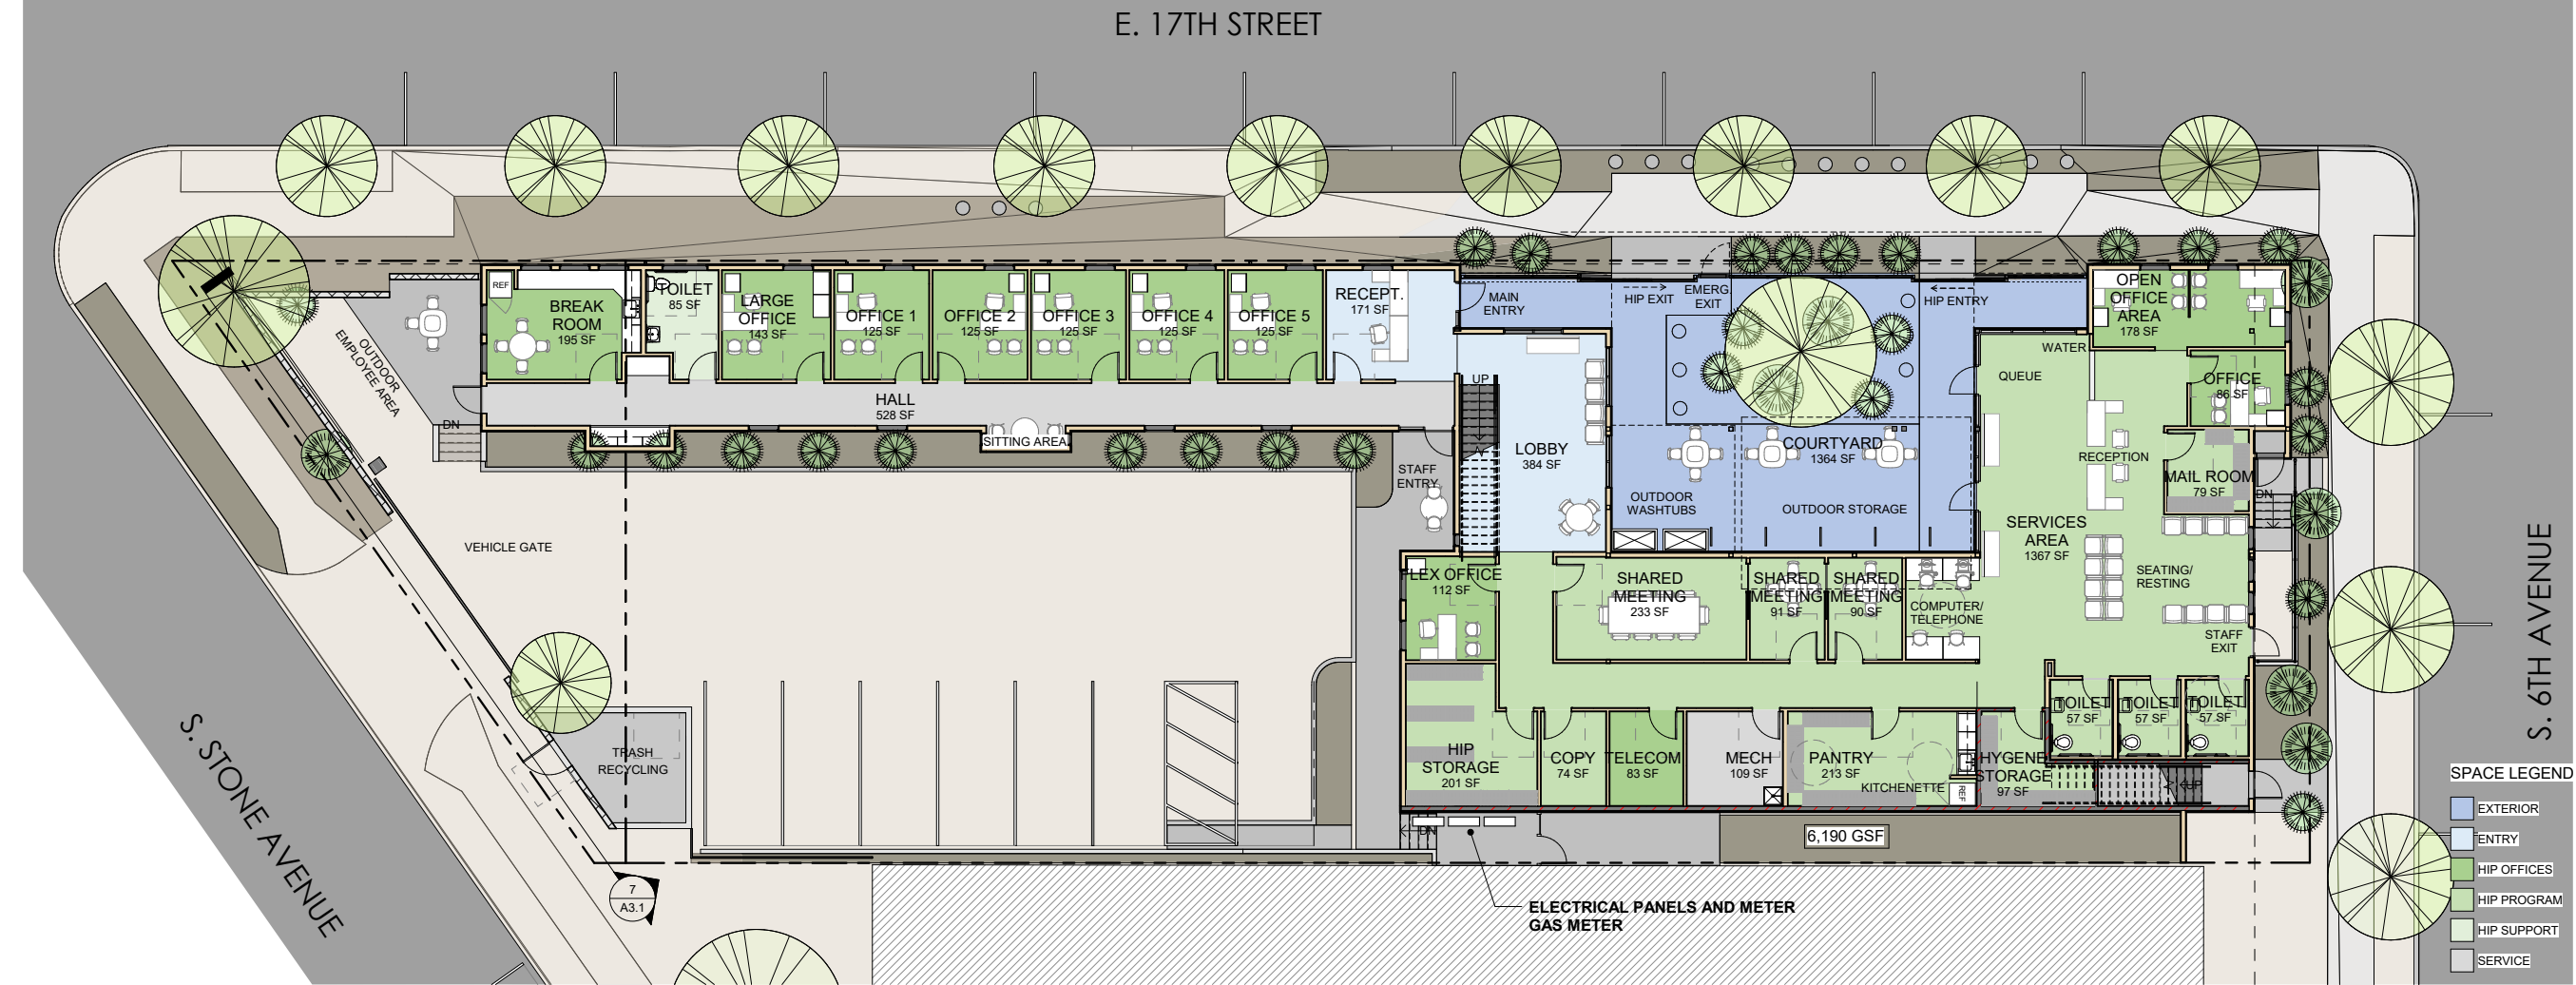 E. 17TH STREET
REF
BREAK
ROOM
195 SF
TOILET
85 SF
LARGE
OFFICE
143 SF
OFFICE 1
125 SF
OFFICE 2
125 SF
OFFICE 3
125 SF
OFFICE 4
125 SF
OFFICE 5
125 SF
RECEPT.
171 SF
MAIN
ENTRY
HIP EXIT
EMERG.
EXIT
HIP ENTRY
OPEN
OFFICE
AREA
178 SF
OUTDOOR
EMPLOYEE AREA
DN
HALL
528 SF
SITTING AREA
UP
LOBBY
384 SF
COURTYARD
1364 SF
WATER
QUEUE
OFFICE
86 SF
RECEPTION
MAIL ROOM
79 SF
DN
STAFF
ENTRY
OUTDOOR
WASHTUBS
OUTDOOR STORAGE
SERVICES
AREA
1367 SF
VEHICLE GATE
FLEX OFFICE
112 SF
SHARED
MEETING
233 SF
SHARED
MEETING
91 SF
SHARED
MEETING
90 SF
COMPUTER/
TELEPHONE
SEATING/
RESTING
STAFF
EXIT
S. 6TH AVENUE
TOILET
57 SF
TOILET
57 SF
TOILET
57 SF
S. STONE AVENUE
TRASH
RECYCLING
HIP
STORAGE
201 SF
COPY
74 SF
TELECOM
83 SF
MECH
109 SF
PANTRY
213 SF
KITCHENETTE
REF
HYGENE
STORAGE
97 SF
UP
DN
6,190 GSF
7
A3.1
ELECTRICAL PANELS AND METER
GAS METER
SPACE LEGEND
EXTERIOR
ENTRY
HIP OFFICES
HIP PROGRAM
HIP SUPPORT
SERVICE